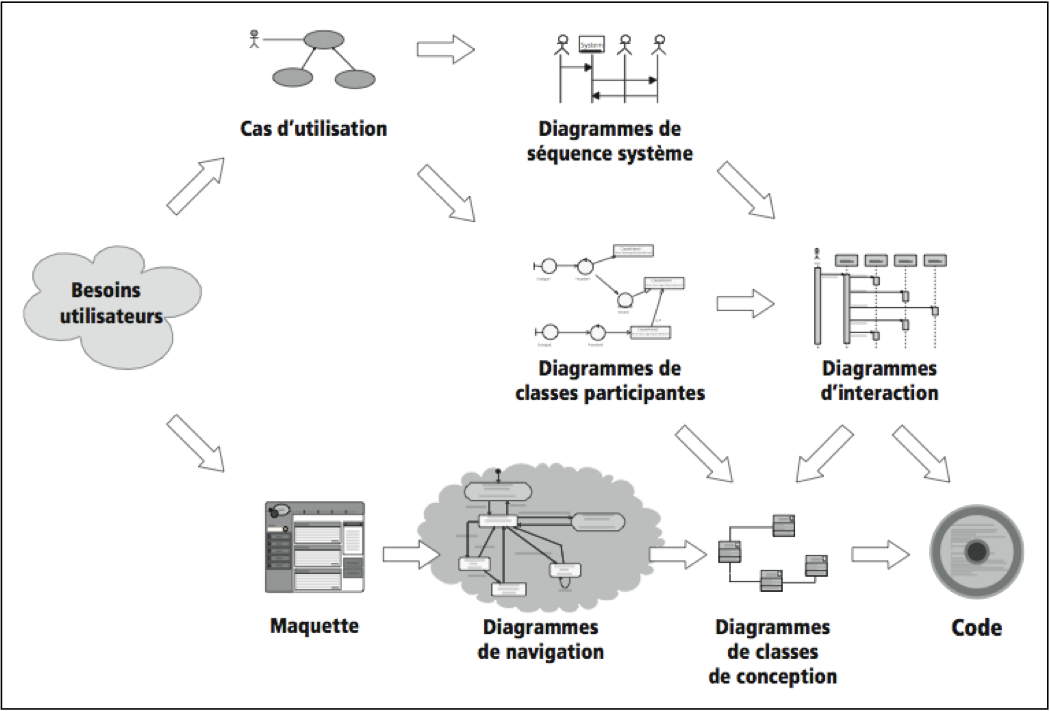 System
Cas d'utilisation
Diagrammes de
séquence système
Besoins
utilisateurs
Diagrammes de
classes participantes
Diagrammes
d'interaction
Maquette
Diagrammes
de navigation
Diagrammes
de classes
de conception
Code